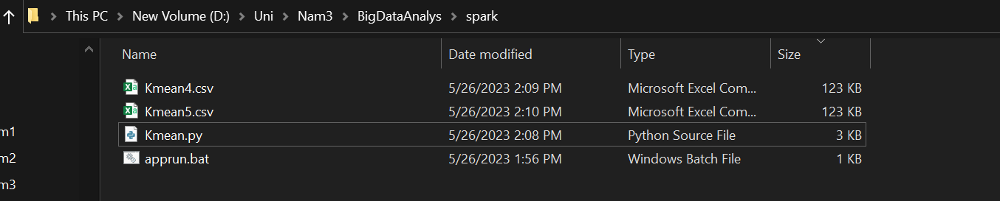 This PC > New Volume (D:) > Uni > Nam3 > BigDataAnalys > spark
Name Date modified Type Size
Kmean4.csv 5/26/2023 2:09 PM Microsoft Excel Com... 123 KB
Kmean5.csv 5/26/2023 2:10 PM Microsoft Excel Com... 123 KB
m1 Kmean.py 5/26/2023 2:08 PM Python Source File 3 KB
m2 apprun.bat 5/26/2023 1:56 PM Windows Batch File 1 KB
m3